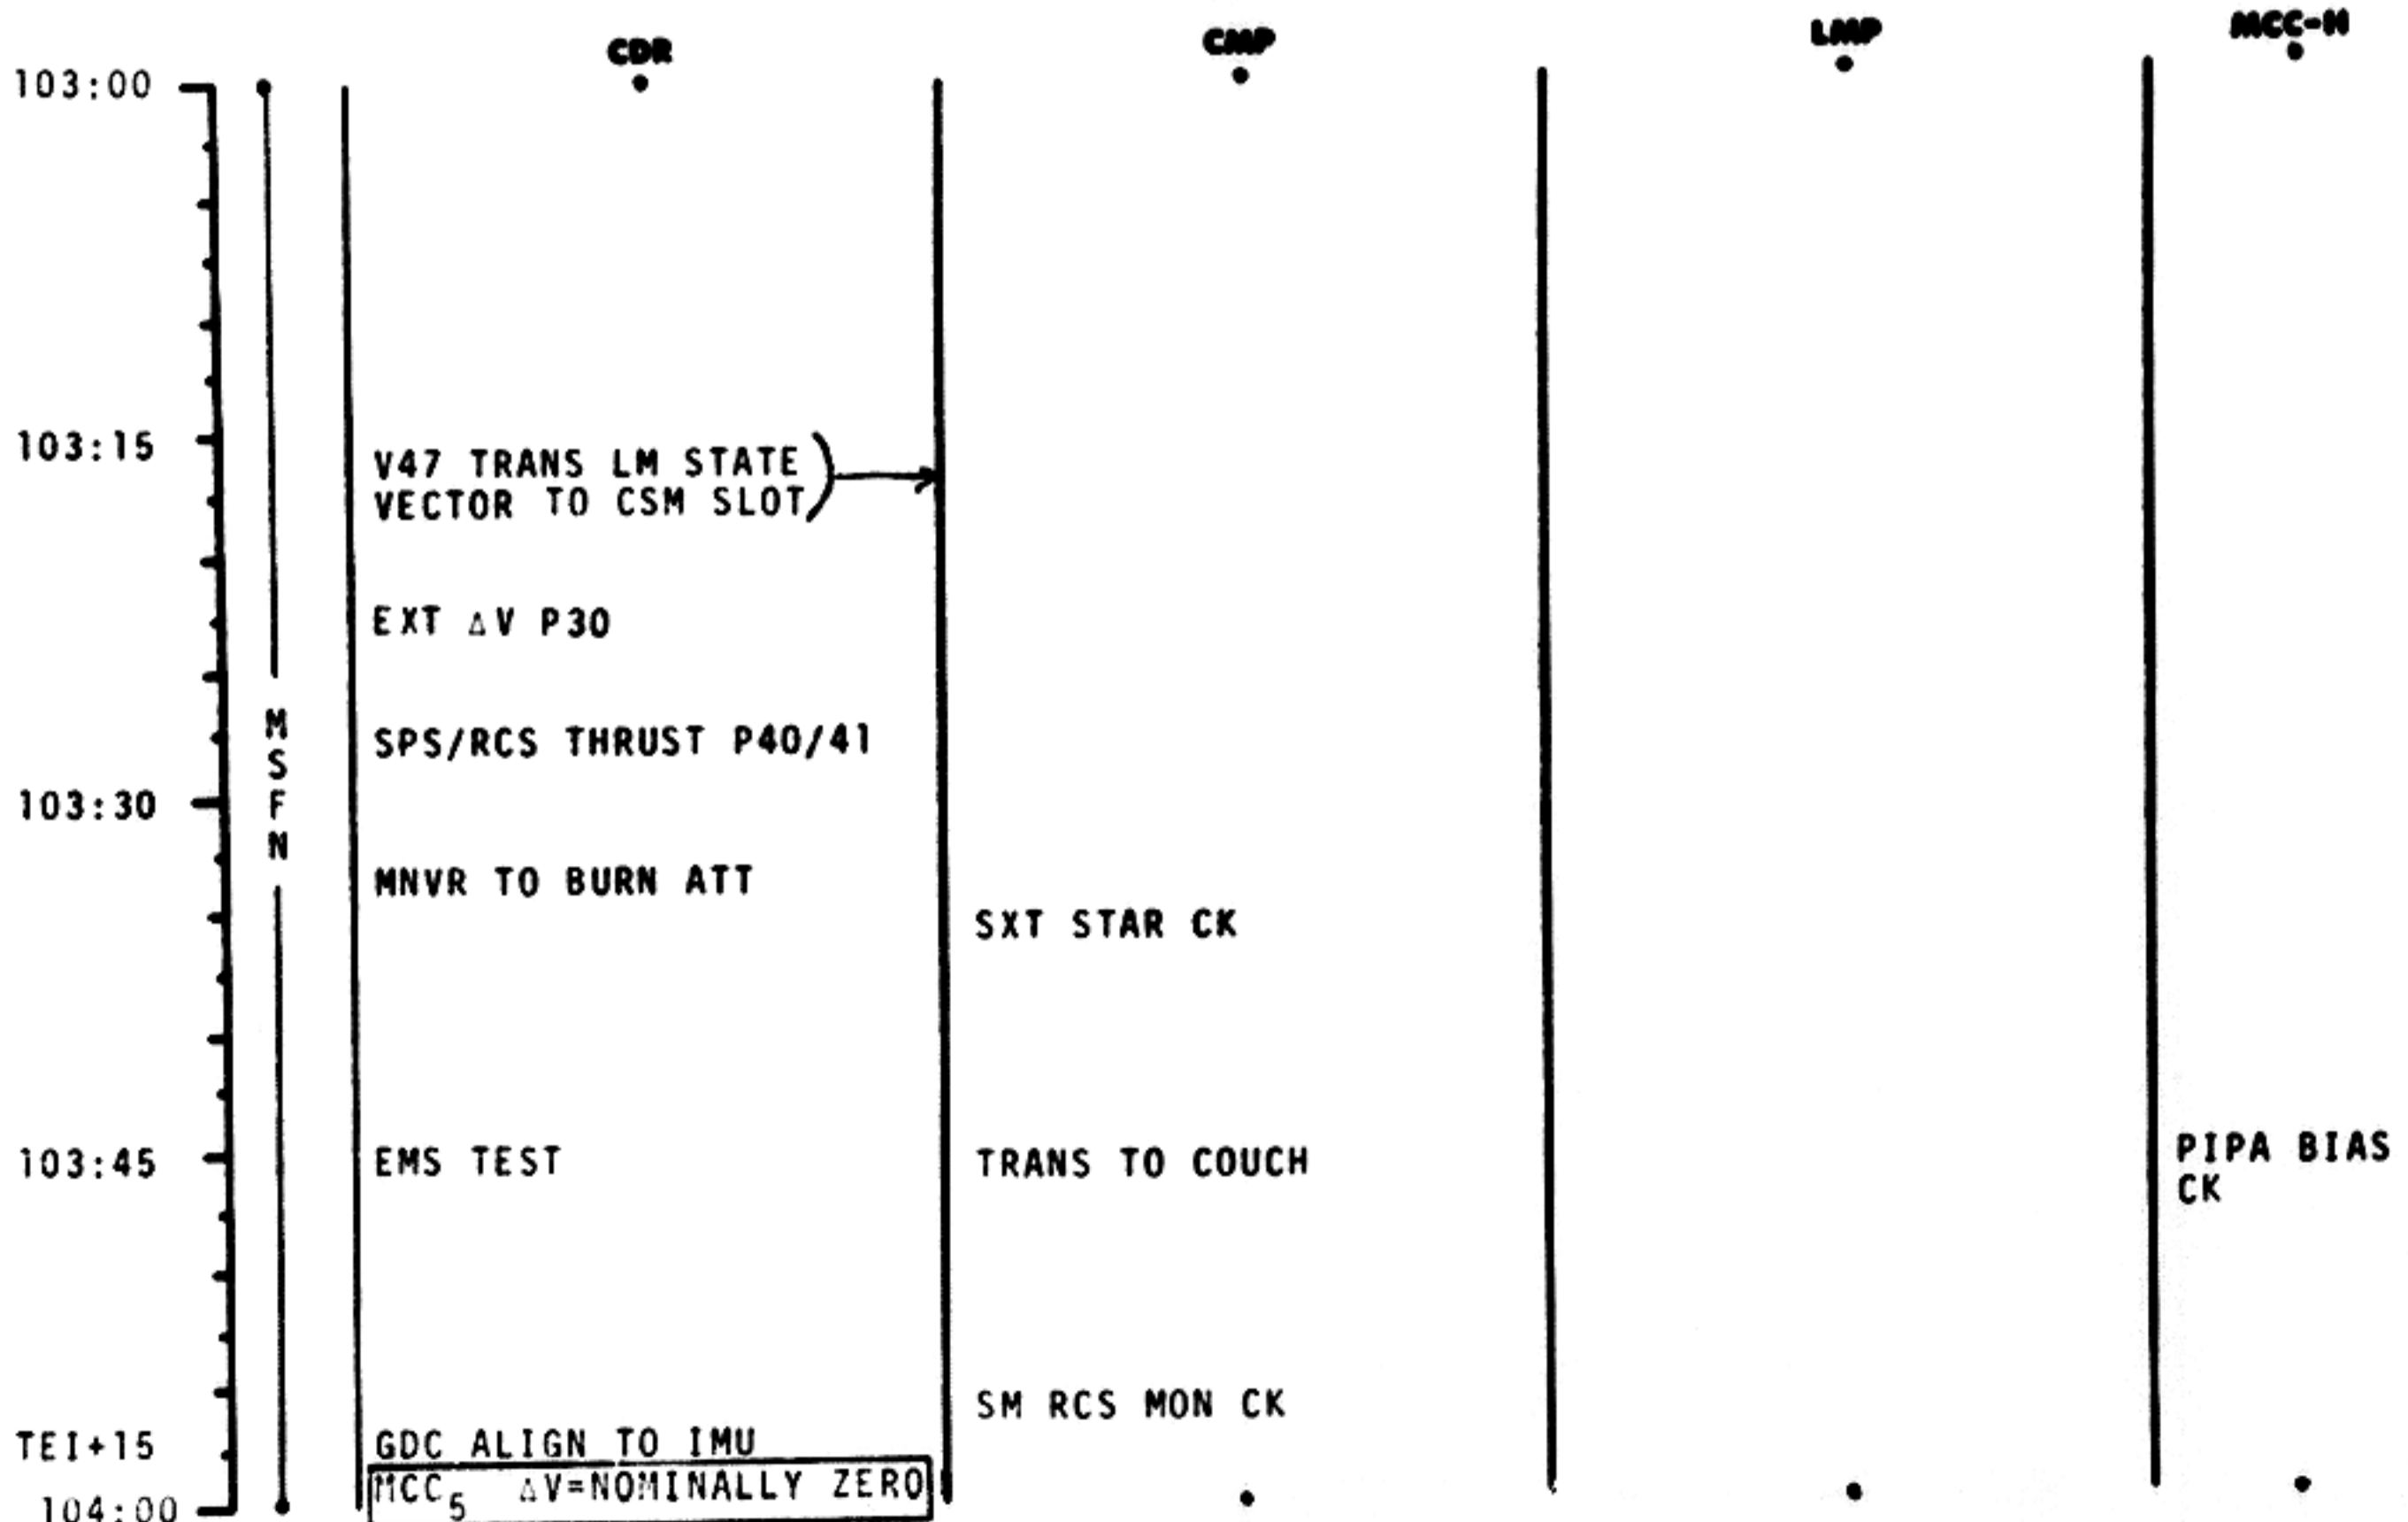 CDR CMP LMP MCC-H
103:00
103:15
V47 TRANS LM STATE
VECTOR TO CSM SLOT
EXT ΔV P30
MSFN
SPS/RCS THRUST P40/41
103:30
MNVR TO BURN ATT
SXT STAR CK
103:45 EMS TEST TRANS TO COUCH PIPA BIAS
CK
SM RCS MON CK
TEI+15 GDC ALIGN TO IMU
MCC5 ΔV=NOMINALLY ZERO
104:00